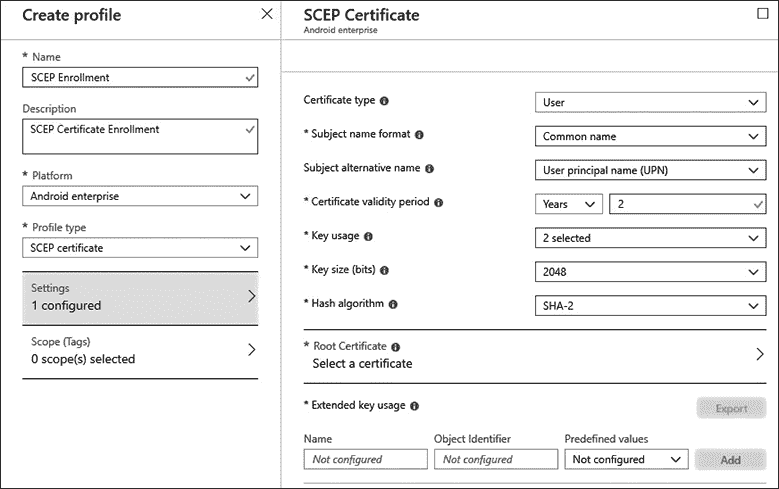 Create profile
* Name
SCEP Enrollment
Description
SCEP Certificate Enrollment
* Platform
Android enterprise
* Profile type
SCEP certificate
Settings
1 configured
Scope (Tags)
0 scope(s) selected
SCEP Certificate
Android enterprise
Certificate type
User
* Subject name format
Common name
Subject alternative name
User principal name (UPN)
* Certificate validity period
Years 2
* Key usage
2 selected
* Key size (bits)
2048
* Hash algorithm
SHA-2
* Root Certificate
Select a certificate
* Extended key usage
Export
Name Object Identifier Predefined values
Not configured Not configured Not configured Add